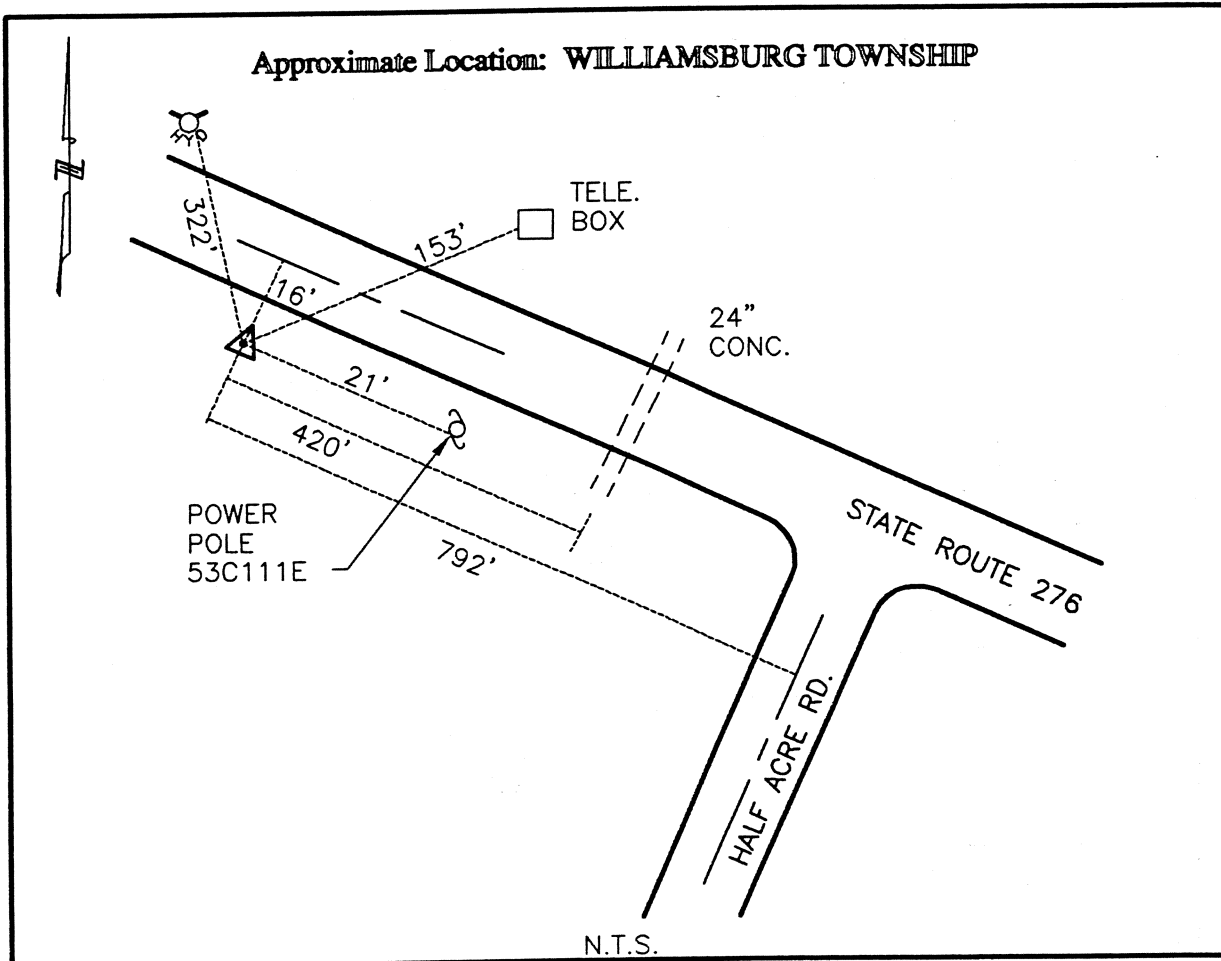 Approximate Location: WILLIAMSBURG TOWNSHIP
N
HYD
322'
TELE.
BOX
153'
16'
24"
CONC.
21'
420'
POWER
POLE
53C111E
792'
STATE ROUTE 276
HALF ACRE RD.
N.T.S.